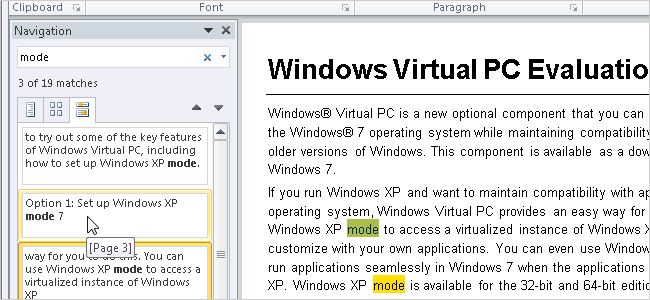 Clipboard
Font
Paragraph
Navigation
mode
3 of 19 matches
to try out some of the key features
of Windows Virtual PC, including
how to set up Windows XP mode.
Option 1: Set up Windows XP
mode 7
[Page 3]
way for you to do this. You can
use Windows XP mode to access a
virtualized instance of Windows
XP
Windows Virtual PC Evaluatio
Windows® Virtual PC is a new optional component that you can
the Windows® 7 operating system while maintaining compatibility
older versions of Windows. This component is available as a dow
Windows 7.
If you run Windows XP and want to maintain compatibility with ap
operating system, Windows Virtual PC provides an easy way for
Windows XP mode to access a virtualized instance of Windows X
customize with your own applications. You can even use Window
run applications seamlessly in Windows 7 when the applications
XP. Windows XP mode is available for the 32-bit and 64-bit editio